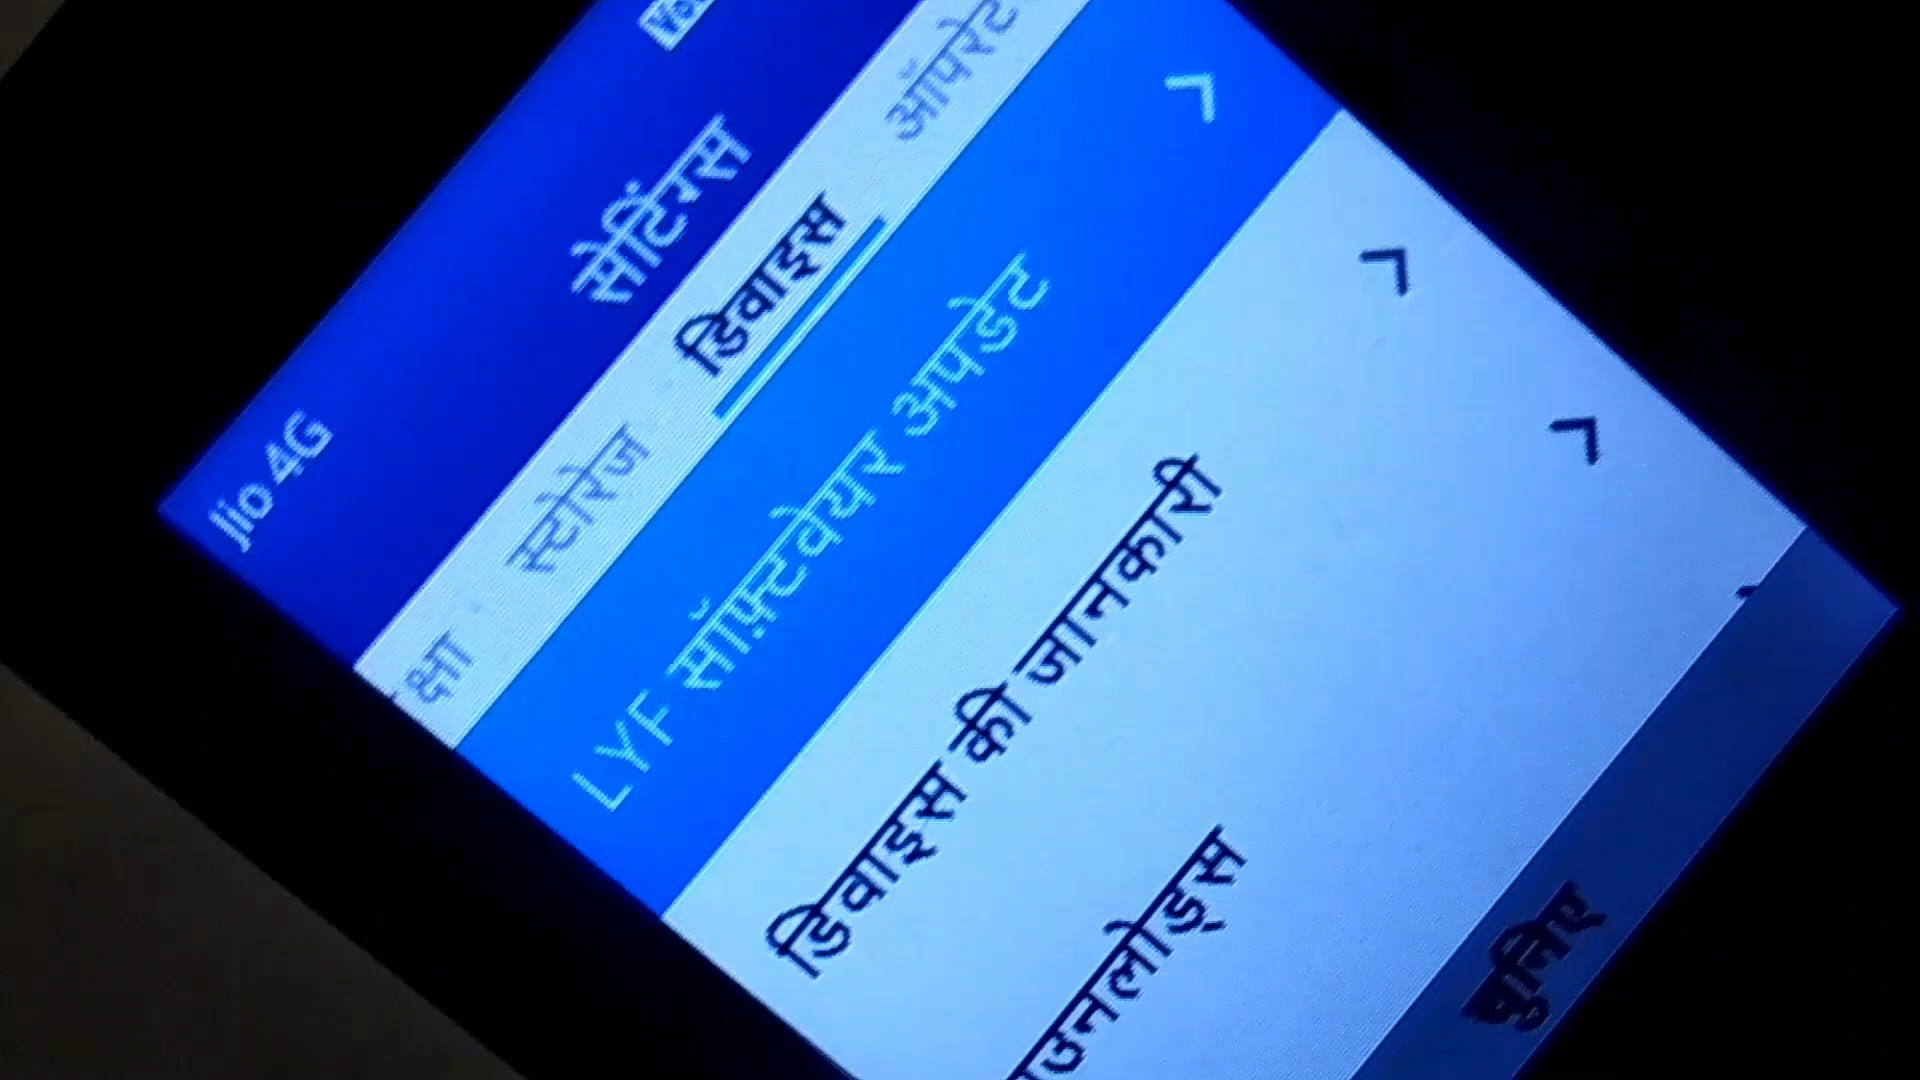 Jio 4G
सेटिंग्स
स्टोरेज डिवाइस
LYF सॉफ़्टवेयर अपडेट
डिवाइस की जानकारी
चुनिए